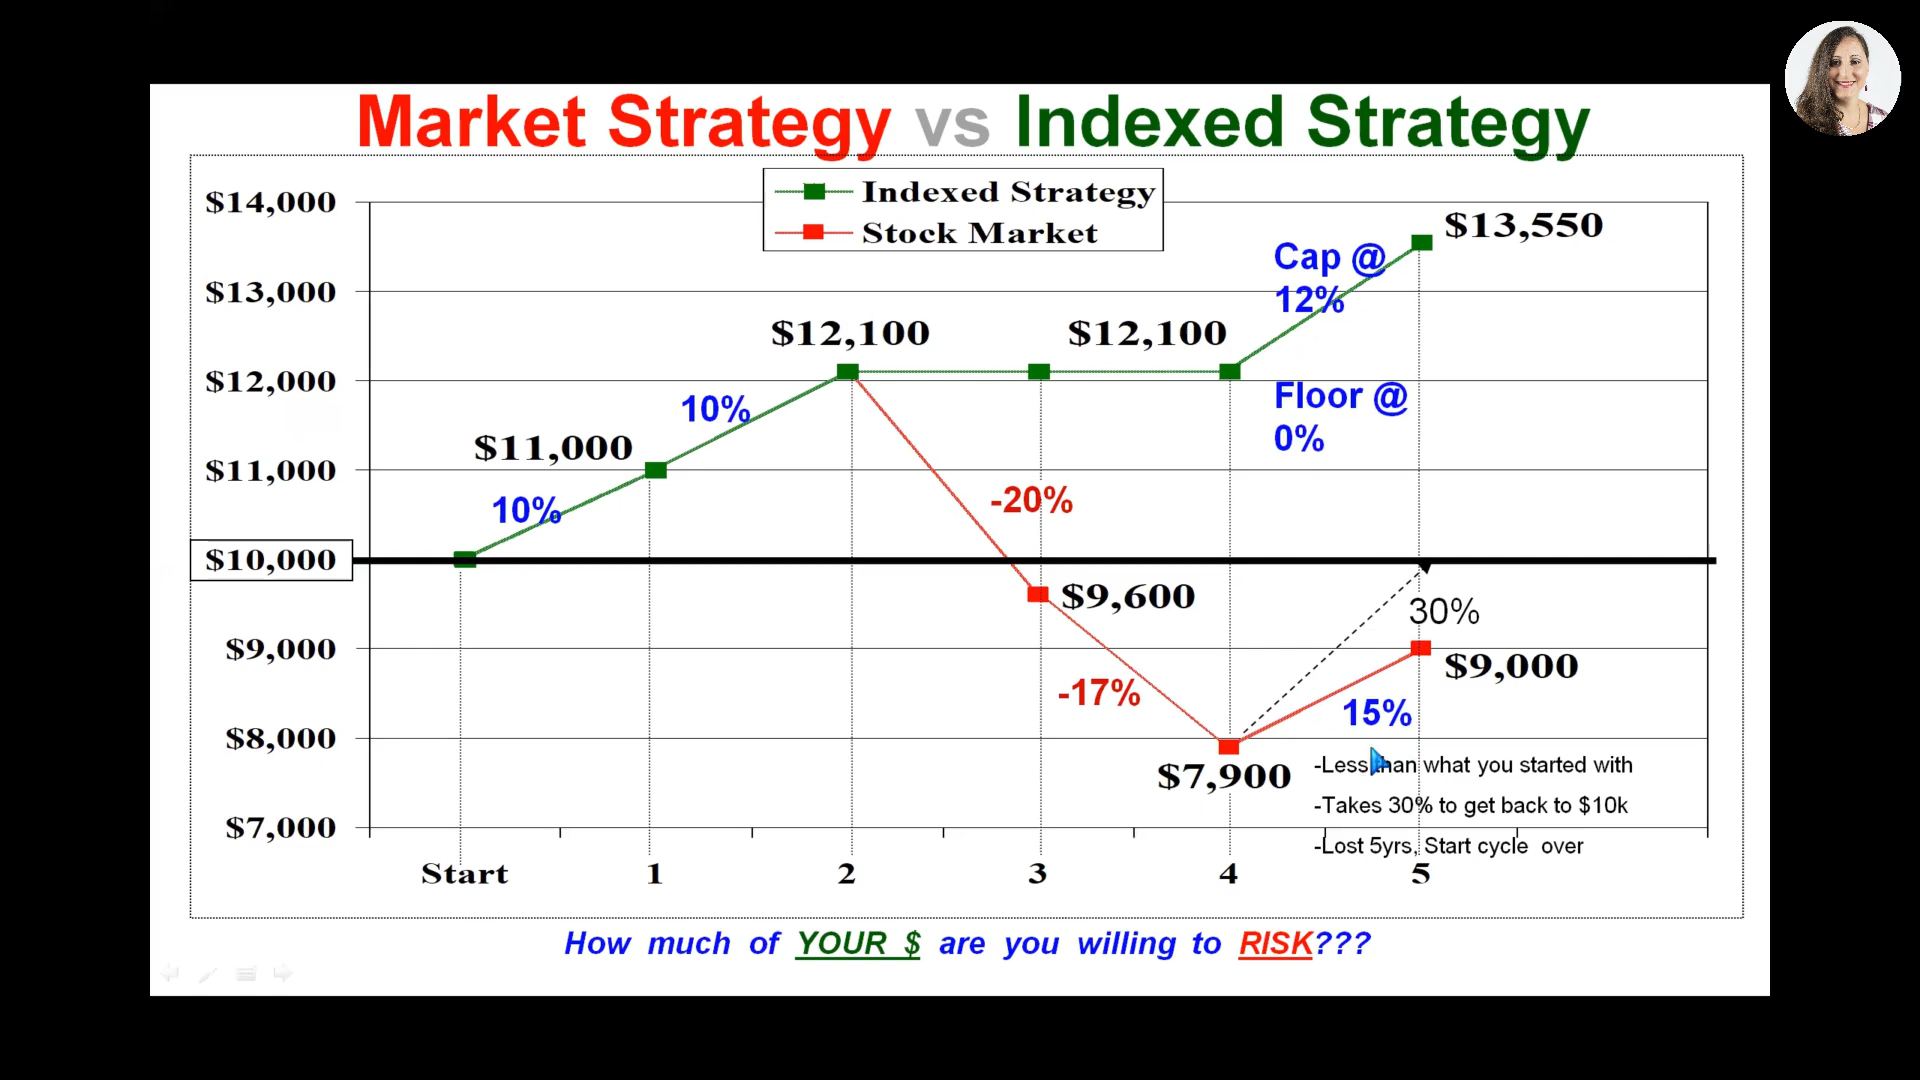 Market Strategy vs Indexed Strategy
Indexed Strategy
Stock Market
$14,000
$13,000
$12,000
$11,000
$10,000
$9,000
$8,000
$7,000
$13,550
Cap @
12%
$12,100
$12,100
Floor @
0%
10%
$11,000
10%
-20%
$9,600
30%
$9,000
-17%
15%
$7,900
-Less than what you started with
-Takes 30% to get back to $10k
-Lost 5yrs, Start cycle over
Start 1 2 3 4 5
How much of YOUR $ are you willing to RISK???